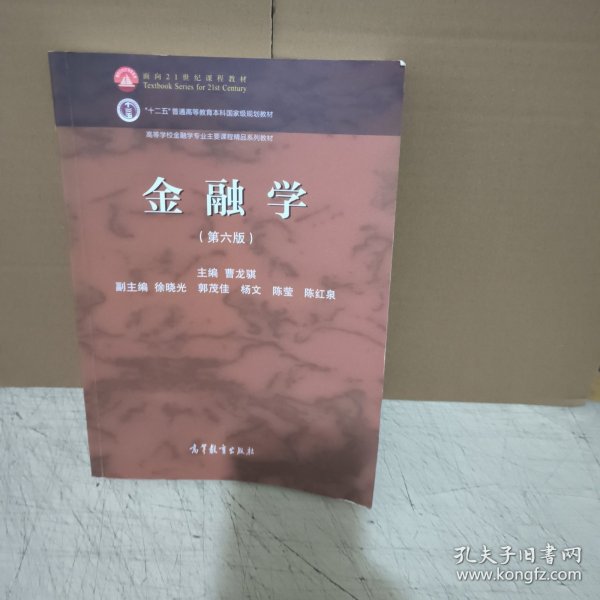 面向21世纪课程教材
Textbook Series for 21st Century
"十二五"普通高等教育本科国家级规划教材
高等学校金融学专业主要课程精品系列教材
金融学
(第六版)
主编 曹龙骐
副主编 徐晓光 郭茂佳 杨文 陈莹 陈红泉
高等教育出版社
孔夫子旧书网
www.kongfz.com